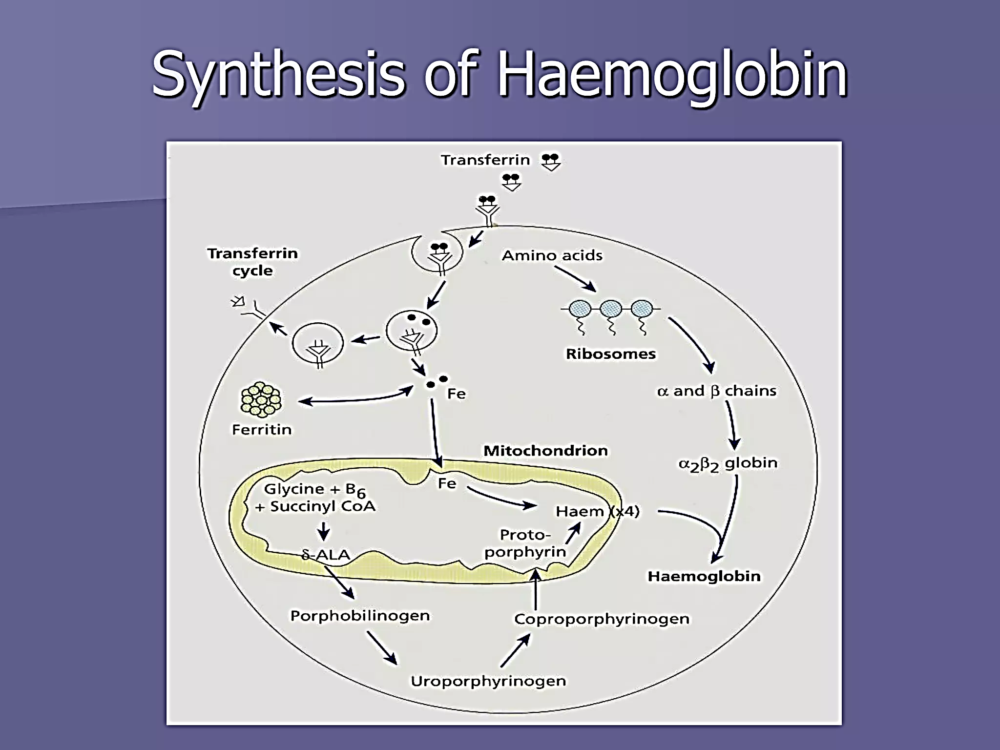 Synthesis of Haemoglobin
Transferrin
Transferrin
cycle
Amino acids
Ribosomes
Fe
α and β chains
Ferritin
Mitochondrion
α2β2 globin
Glycine + B6
+ Succinyl CoA
Fe
Haem (x4)
Proto-
porphyrin
δ-ALA
Haemoglobin
Porphobilinogen
Coproporphyrinogen
Uroporphyrinogen